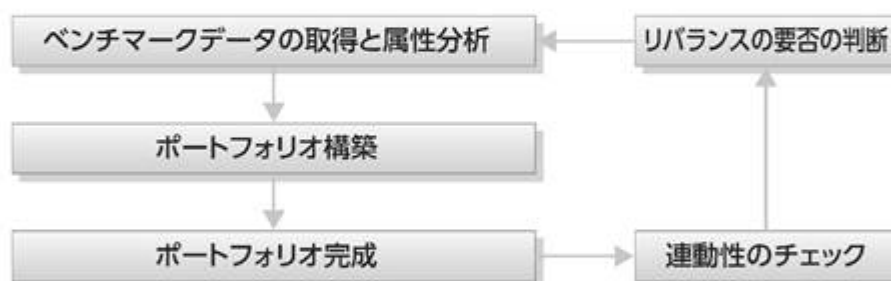 ベンチマークデータの取得と属性分析
リバランスの要否の判断
ポートフォリオ構築
ポートフォリオ完成
連動性のチェック